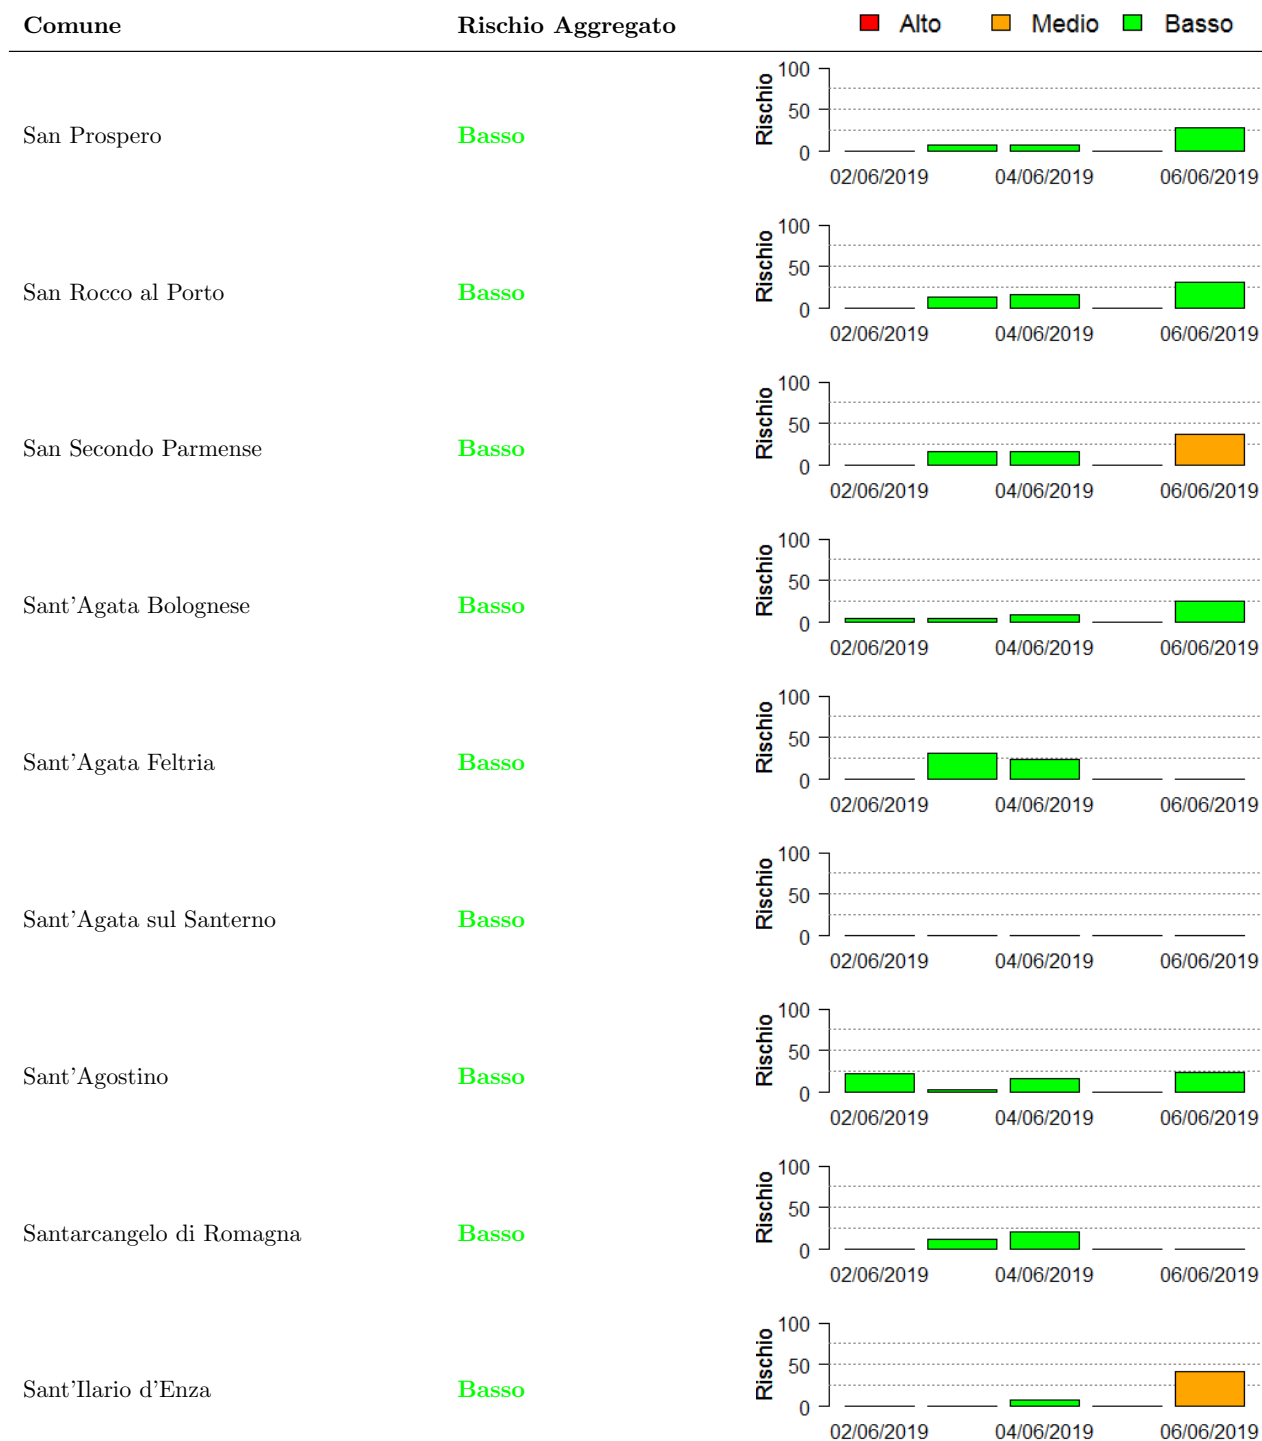 Comune Rischio Aggregato Alto Medio Basso
San Prospero Basso Rischio 100 50 0
02/06/2019 04/06/2019 06/06/2019
San Rocco al Porto Basso Rischio 100 50 0
02/06/2019 04/06/2019 06/06/2019
San Secondo Parmense Basso Rischio 100 50 0
02/06/2019 04/06/2019 06/06/2019
Sant'Agata Bolognese Basso Rischio 100 50 0
02/06/2019 04/06/2019 06/06/2019
Sant'Agata Feltria Basso Rischio 100 50 0
02/06/2019 04/06/2019 06/06/2019
Sant'Agata sul Santerno Basso Rischio 100 50 0
02/06/2019 04/06/2019 06/06/2019
Sant'Agostino Basso Rischio 100 50 0
02/06/2019 04/06/2019 06/06/2019
Santarcangelo di Romagna Basso Rischio 100 50 0
02/06/2019 04/06/2019 06/06/2019
Sant'Ilario d'Enza Basso Rischio 100 50 0
02/06/2019 04/06/2019 06/06/2019